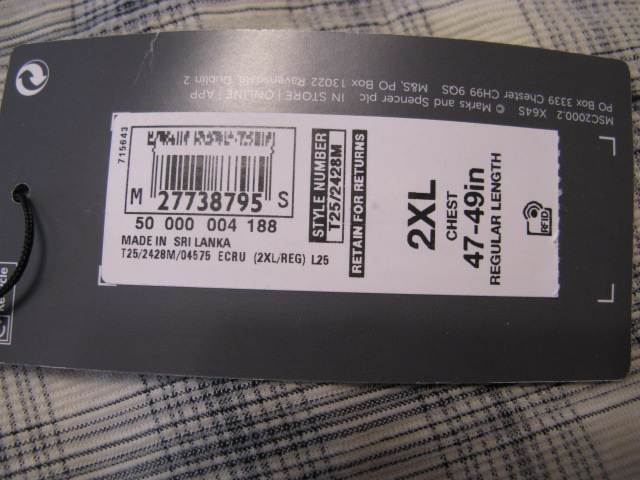 MSC2000.2 X64S
© Marks and Spencer plc
PO Box 3339 Chester CH99 9QS M&S, PO Box 13022 Ravensdale, Dublin 2
IN STORE | ONLINE | APP
715643
M 27738795 S
50 000 004 188
MADE IN SRI LANKA
T25/2428M/04575 ECRU (2XL/REG) L25
STYLE NUMBER
T25/2428M
RETAIN FOR RETURNS
2XL
CHEST
47-49in
REGULAR LENGTH
RFID